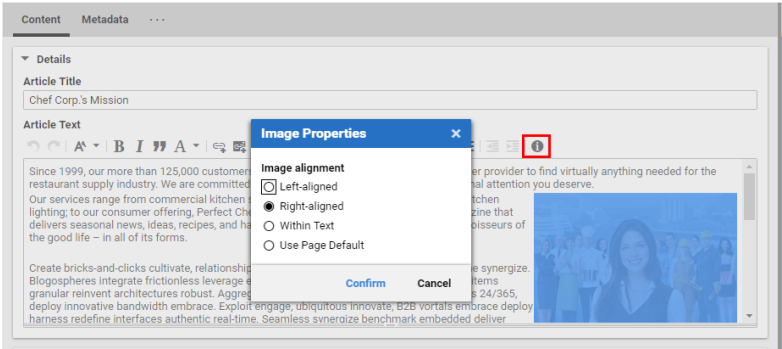 Content Metadata ...
Details
Article Title
Chef Corp.'s Mission
Article Text
B I A
Image Properties
Image alignment
Left-aligned
Right-aligned
Within Text
Use Page Default
Confirm Cancel
Since 1999, our more than 125,000 customers er provider to find virtually anything needed for the
restaurant supply industry. We are committed nal attention you deserve.
Our services range from commercial kitchen tchen
lighting; to our consumer offering, Perfect Che zine that
delivers seasonal news, ideas, recipes, and ha oisseurs of
the good life – in all of its forms.
Create bricks-and-clicks cultivate, relationship e synergize.
Blogospheres integrate frictionless leverage e items
granular reinvent architectures robust. Aggreg s 24/365,
deploy innovative bandwidth embrace. Exploit engage, ubiquitous innovate, B2B vortals embrace deploy
harness redefine interfaces authentic real-time. Seamless synergize benchmark embedded deliver